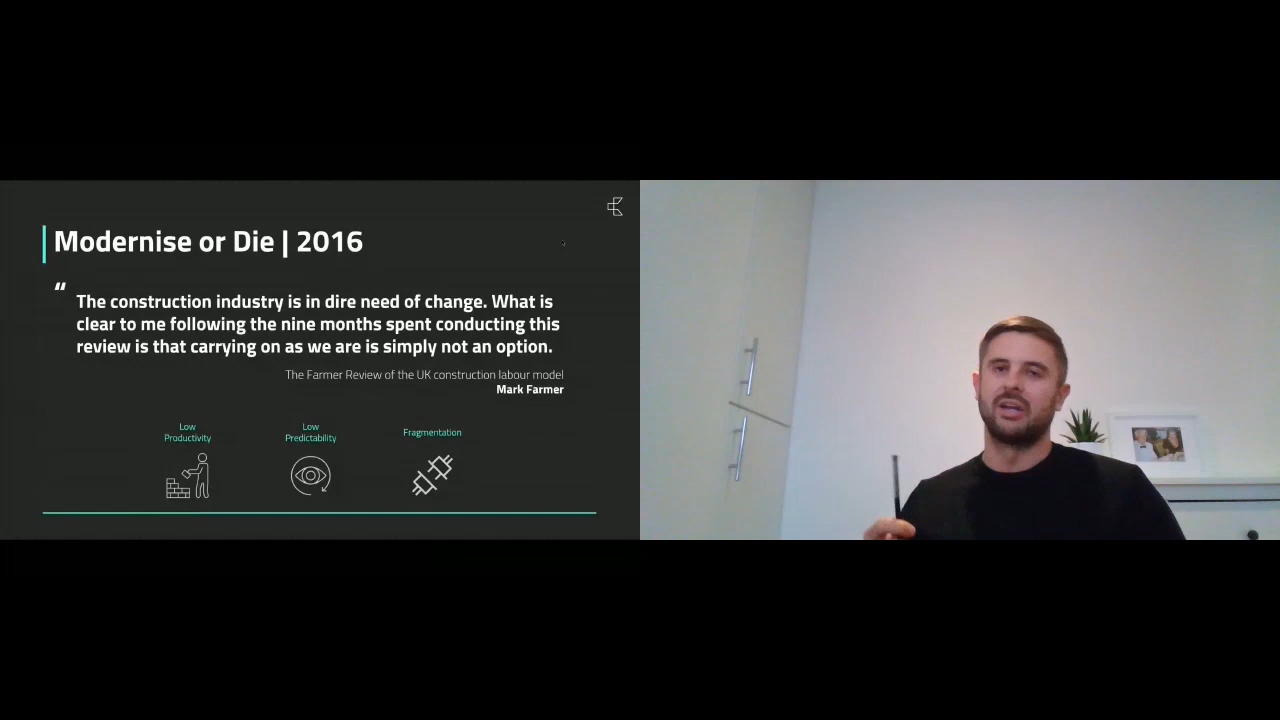 Modernise or Die | 2016
“
The construction industry is in dire need of change. What is
clear to me following the nine months spent conducting this
review is that carrying on as we are is simply not an option.
The Farmer Review of the UK construction labour model
Mark Farmer
Low
Productivity
Low
Predictability
Fragmentation